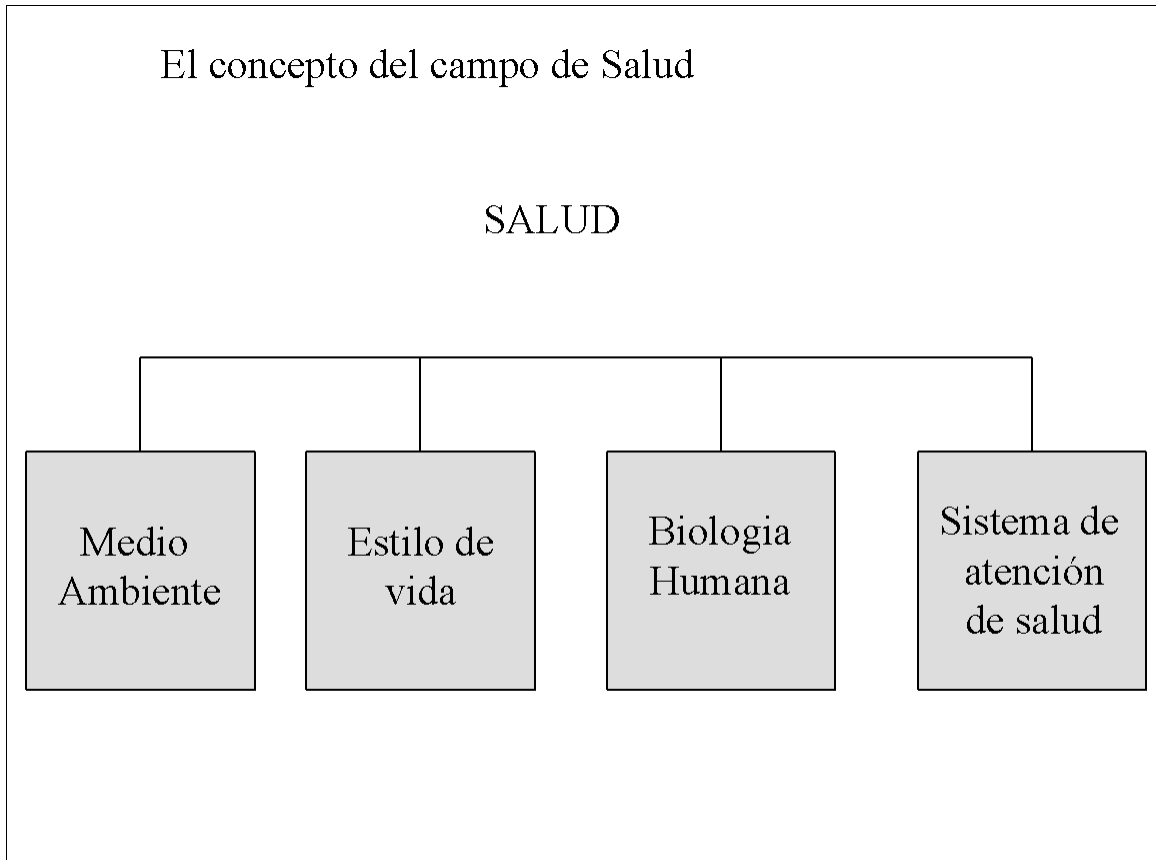 El concepto del campo de Salud
SALUD
Medio
Ambiente
Estilo de
vida
Biologia
Humana
Sistema de
atención
de salud